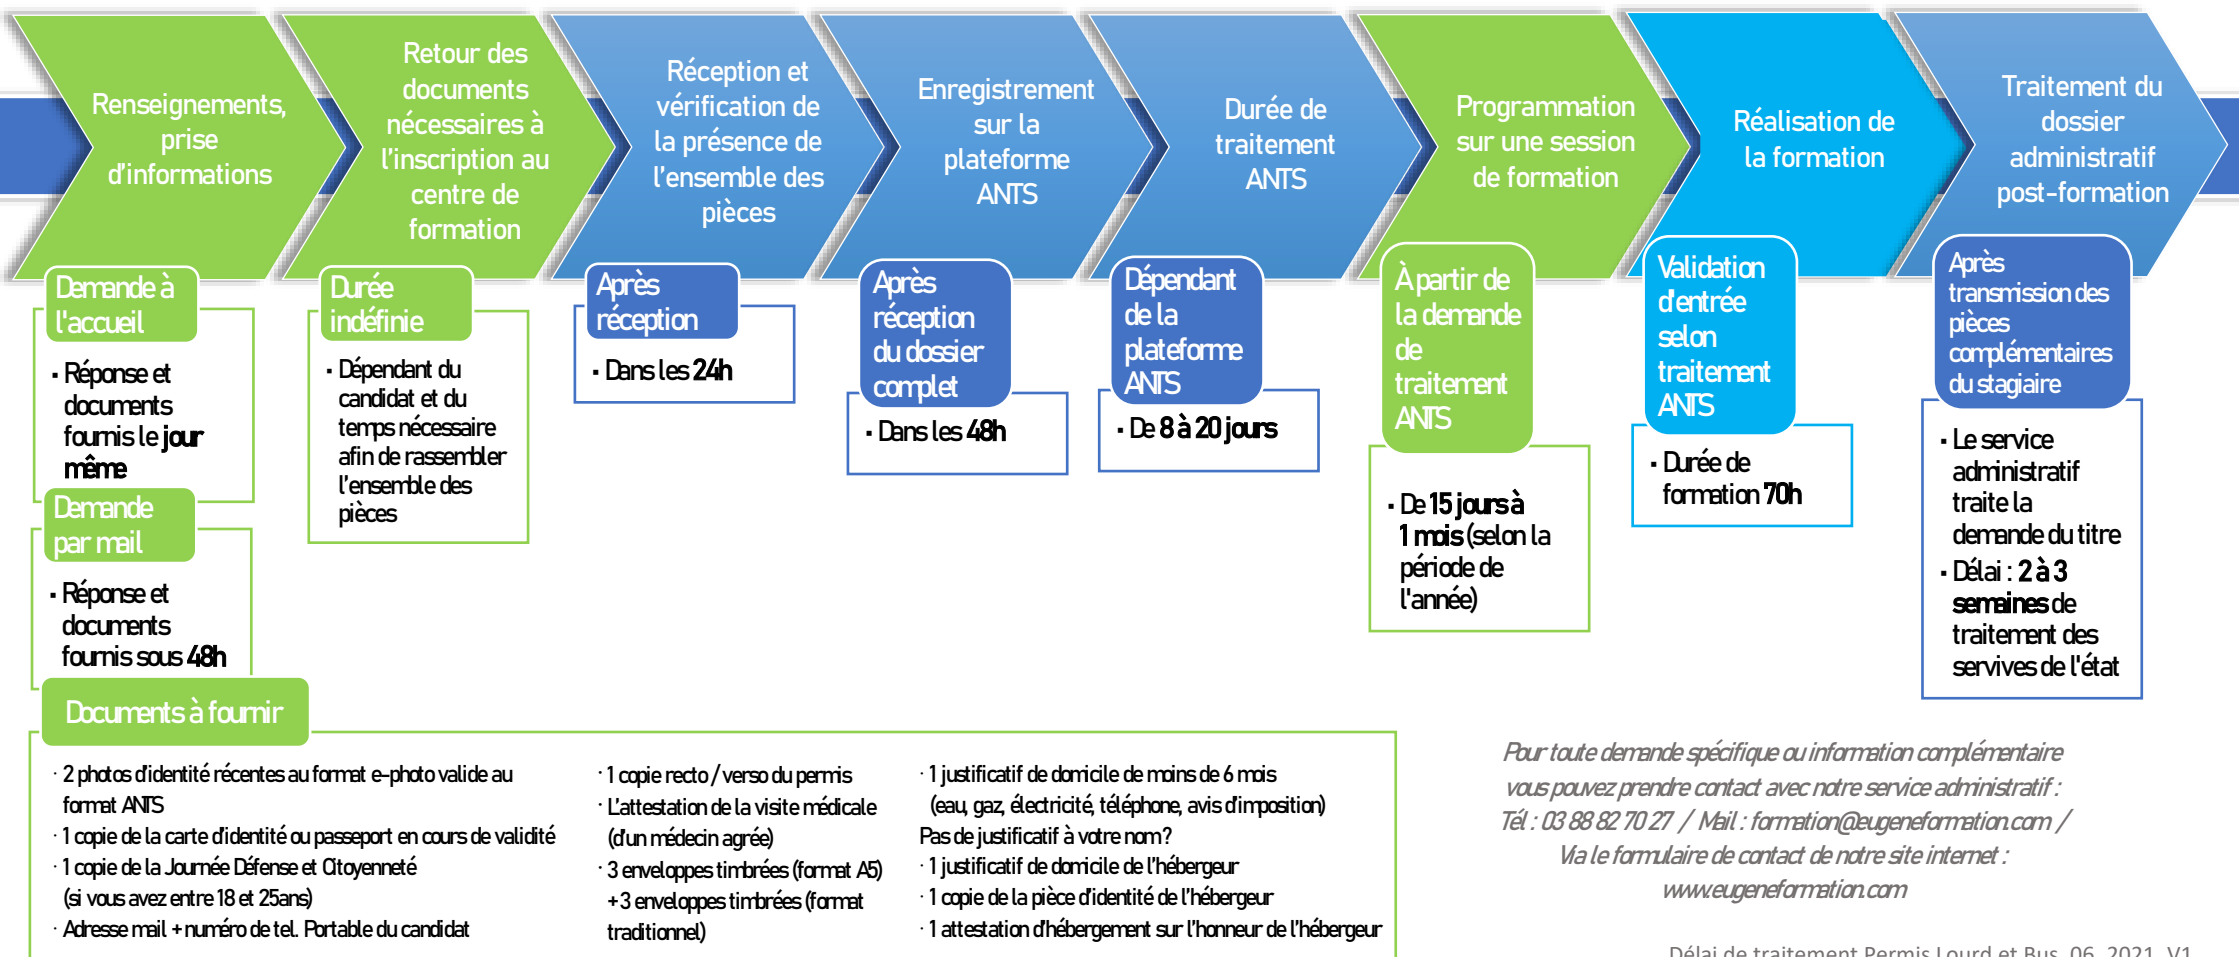 Renseignements,
prise
d'informations
Retour des
documents
nécessaires à
l'inscription au
centre de
formation
Réception et
vérification de
la présence de
l'ensemble des
pièces
Enregistrement
sur la
plateforme
ANTS
Durée de
traitement
ANTS
Programmation
sur une session
de formation
Réalisation de
la formation
Traitement du
dossier
administratif
post-formation
Demande à
l'accueil
▪ Réponse et
documents
fournis le jour
même
Demande
par mail
▪ Réponse et
documents
fournis sous 48h
Durée
indéfinie
▪ Dépendant du
candidat et du
temps nécessaire
afin de rassembler
l'ensemble des
pièces
Après
réception
▪ Dans les 24h
Après
réception
du dossier
complet
▪ Dans les 48h
Dépendant
de la
plateforme
ANTS
▪ De 8 à 20 jours
À partir de
la demande
de
traitement
ANTS
▪ De 15 jours à
1 mois (selon la
période de
l'année)
Validation
d'entrée
selon
traitement
ANTS
▪ Durée de
formation 70h
Après
transmission des
pièces
complémentaires
du stagiaire
▪ Le service
administratif
traite la
demande du titre
▪ Délai : 2 à 3
semaines de
traitement des
servives de l'état
Documents à fournir
· 2 photos d'identité récentes au format e-photo valide au
format ANTS
· 1 copie de la carte d'identité ou passeport en cours de validité
· 1 copie de la Journée Défense et Citoyenneté
(si vous avez entre 18 et 25ans)
· Adresse mail + numéro de tel. Portable du candidat
· 1 copie recto / verso du permis
· L'attestation de la visite médicale
(d'un médecin agrée)
· 3 enveloppes timbrées (format A5)
+ 3 enveloppes timbrées (format
traditionnel)
· 1 justificatif de domicile de moins de 6 mois
(eau, gaz, électricité, téléphone, avis d'imposition)
Pas de justificatif à votre nom?
· 1 justificatif de domicile de l'hébergeur
· 1 copie de la pièce d'identité de l'hébergeur
· 1 attestation d'hébergement sur l'honneur de l'hébergeur
Pour toute demande spécifique ou information complémentaire
vous pouvez prendre contact avec notre service administratif :
Tél : 03 88 82 70 27 / Mail : formation@eugeneformation.com /
Via le formulaire de contact de notre site internet :
www.eugeneformation.com
Délai de traitement Permis Lourd et Bus_06_2021_V1